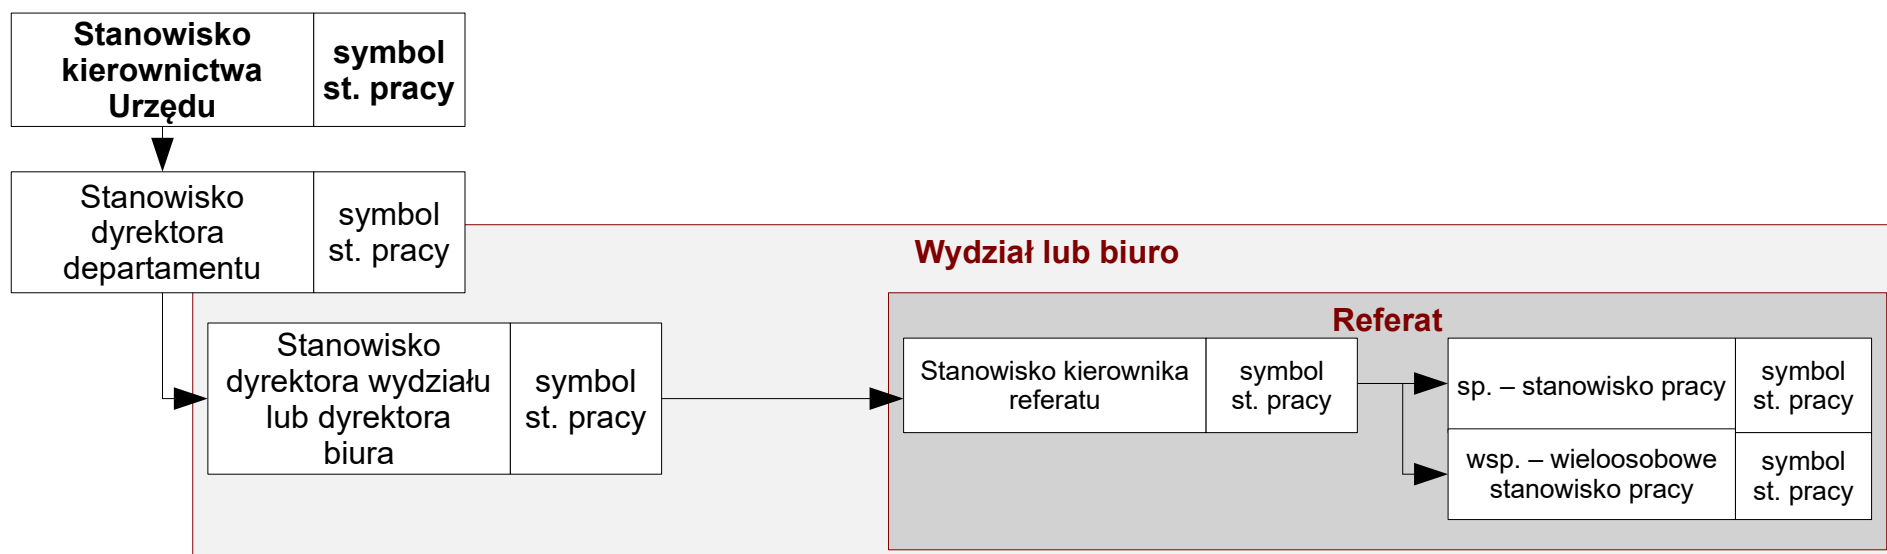 Stanowisko
kierownictwa
Urzędu
symbol
st. pracy
Stanowisko
dyrektora
departamentu
symbol
st. pracy
Wydział lub biuro
Stanowisko
dyrektora wydziału
lub dyrektora
biura
symbol
st. pracy
Referat
Stanowisko kierownika
referatu
symbol
st. pracy
sp. – stanowisko pracy
symbol
st. pracy
wsp. – wieloosobowe
stanowisko pracy
symbol
st. pracy